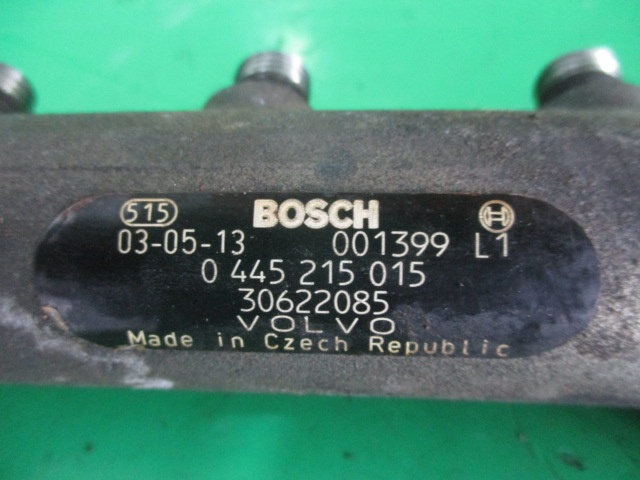 515 BOSCH
03-05-13 001399 L1
0 445 215 015
30622085
VOLVO
Made in Czech Republic